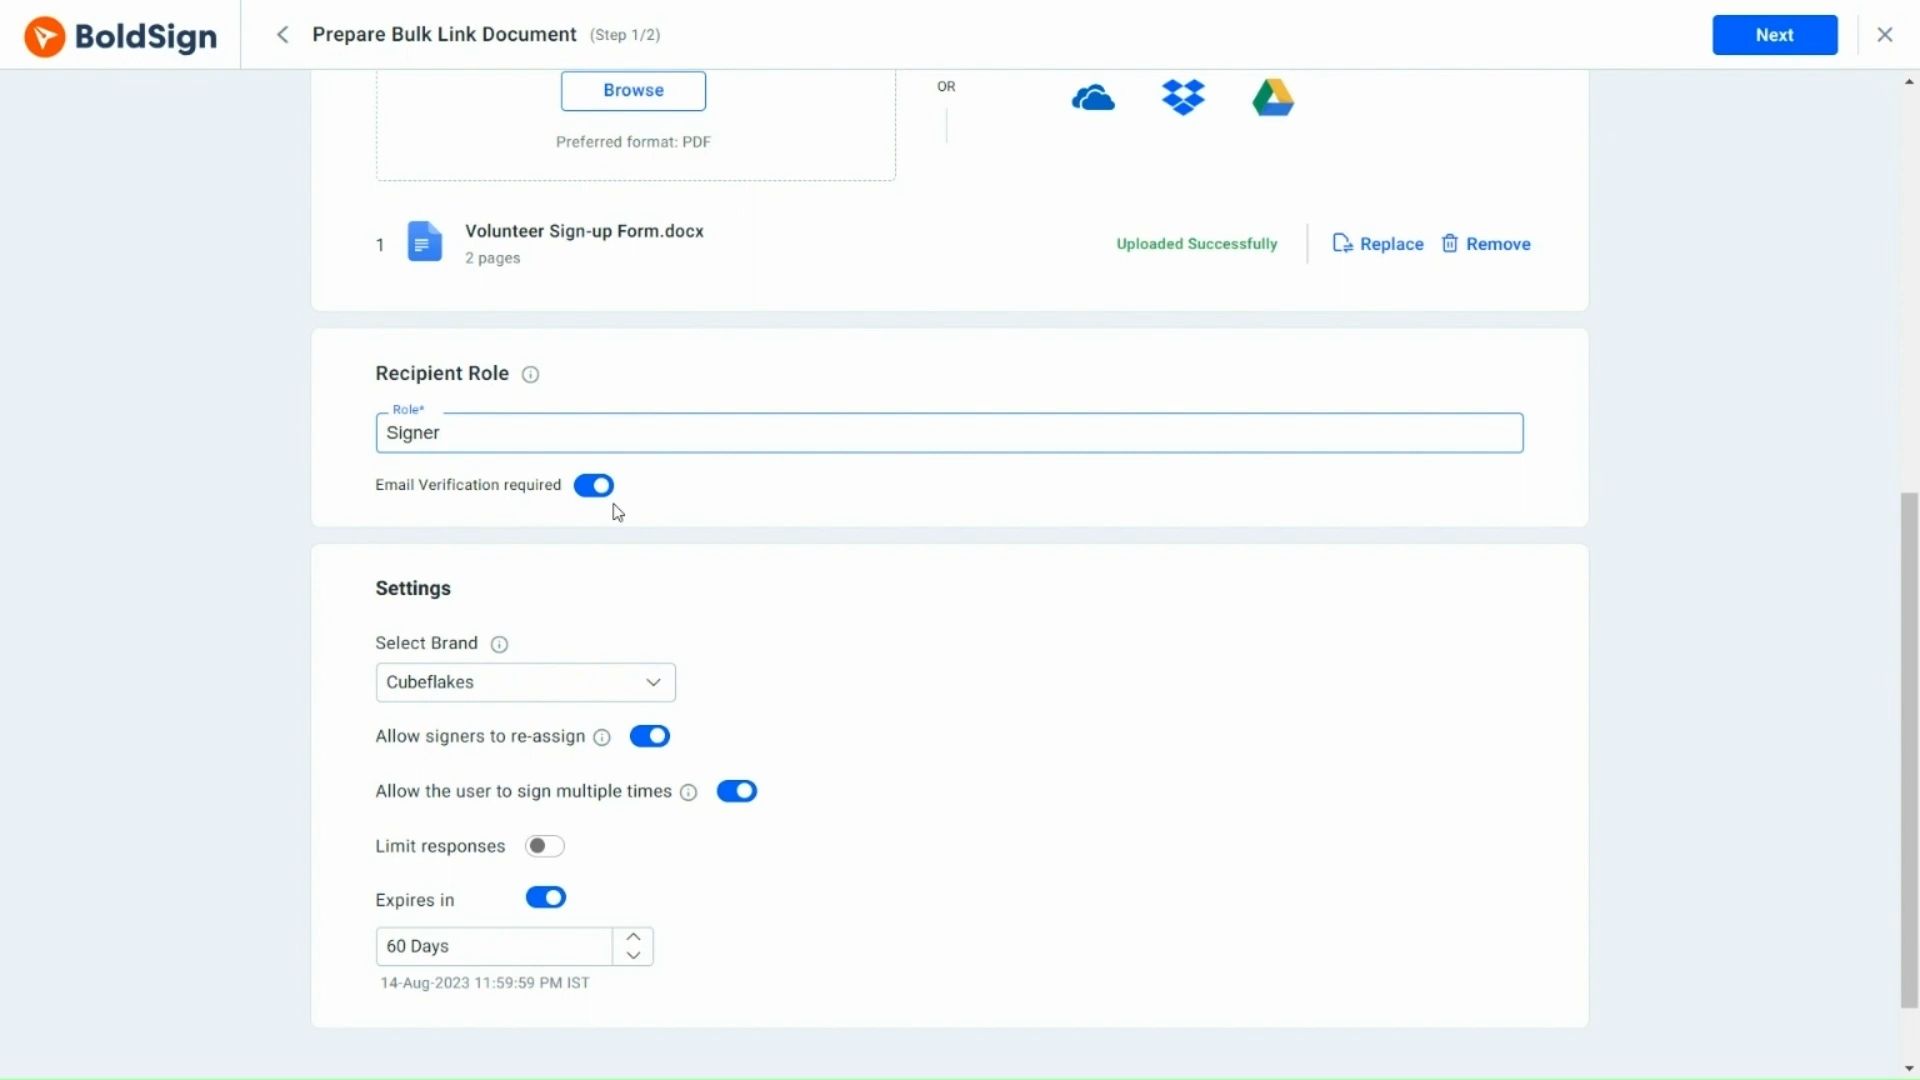 BoldSign
Prepare Bulk Link Document (Step 1/2)
Next
Browse
OR
Preferred format: PDF
1
Volunteer Sign-up Form.docx
2 pages
Uploaded Successfully
Replace
Remove
Recipient Role
Role*
Signer
Email Verification required
Settings
Select Brand
Cubeflakes
Allow signers to re-assign
Allow the user to sign multiple times
Limit responses
Expires in
60 Days
14-Aug-2023 11:59:59 PM IST